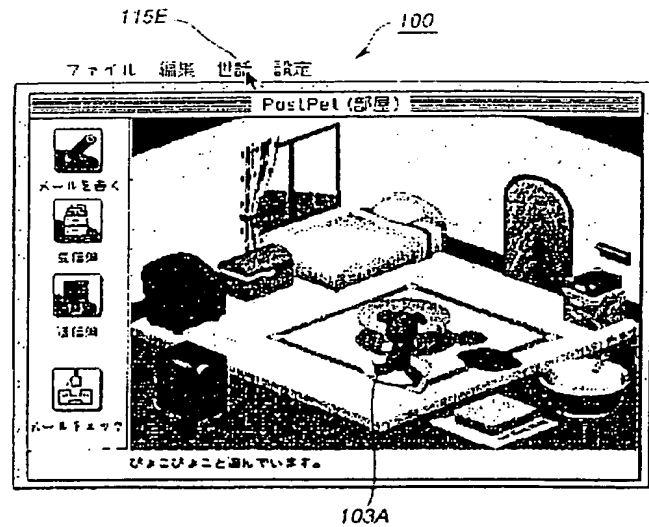 115E
100
ファイル 編集 世話 設定
PostPet (部屋)
メールを書く
受信箱
送信箱
メールチェック
ぴょこぴょこと遊んでいます。
103A